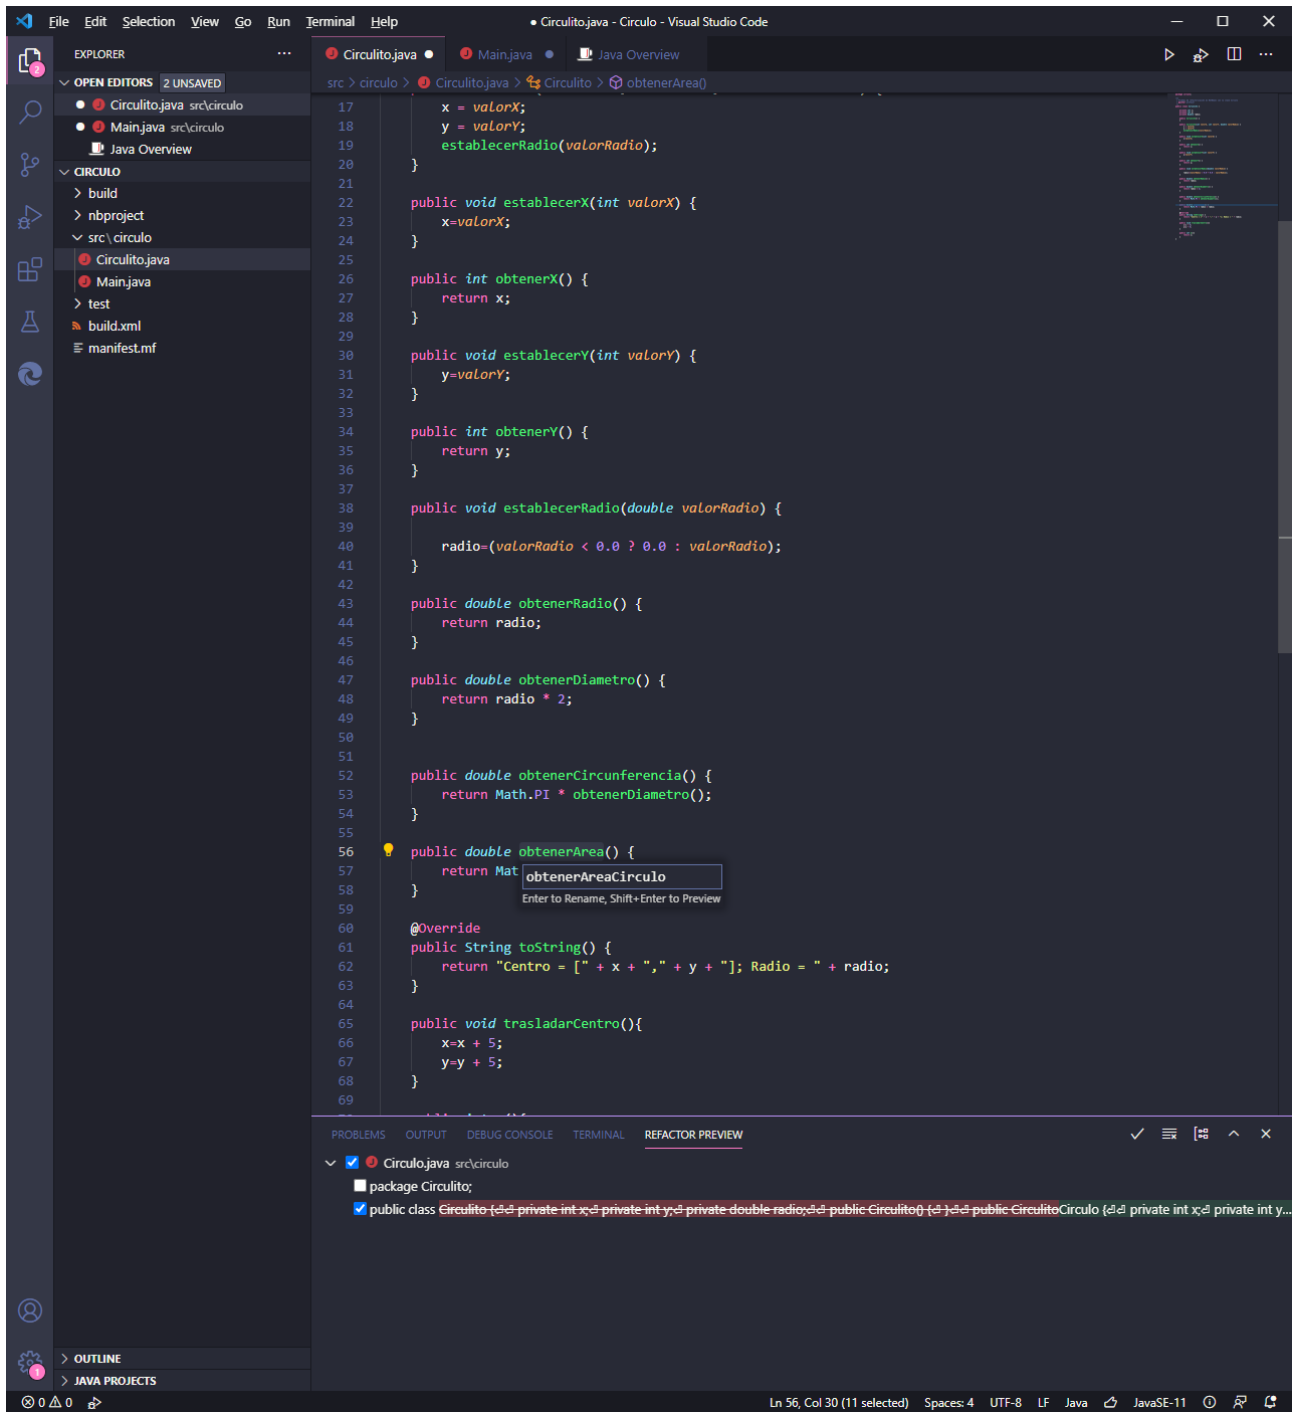 File Edit Selection View Go Run Terminal Help
● Circulito.java - Circulo - Visual Studio Code
EXPLORER
Circulito.java
Main.java
Java Overview
OPEN EDITORS 2 UNSAVED
Circulito.java src\circulo
Main.java src\circulo
Java Overview
CIRCULO
build
nbproject
src \ circulo
Circulito.java
Main.java
test
build.xml
manifest.mf
2
src > circulo > Circulito.java > Circulito > obtenerArea()
17 x = valorX;
18 y = valorY;
19 establecerRadio(valorRadio);
20 }
21
22 public void establecerX(int valorX) {
23 x=valorX;
24 }
25
26 public int obtenerX() {
27 return x;
28 }
29
30 public void establecerY(int valorY) {
31 y=valorY;
32 }
33
34 public int obtenerY() {
35 return y;
36 }
37
38 public void establecerRadio(double valorRadio) {
39
40 radio=(valorRadio < 0.0 ? 0.0 : valorRadio);
41 }
42
43 public double obtenerRadio() {
44 return radio;
45 }
46
47 public double obtenerDiametro() {
48 return radio * 2;
49 }
50
51
52 public double obtenerCircunferencia() {
53 return Math.PI * obtenerDiametro();
54 }
55
56 public double obtenerArea() {
57 return Mat
obtenerAreaCirculo
Enter to Rename, Shift+Enter to Preview
58 }
59
60 @Override
61 public String toString() {
62 return "Centro = [" + x + "," + y + "]; Radio = " + radio;
63 }
64
65 public void trasladarCentro(){
66 x=x + 5;
67 y=y + 5;
68 }
69
PROBLEMS OUTPUT DEBUG CONSOLE TERMINAL REFACTOR PREVIEW
Circulo.java src\circulo
package Circulito;
public class Circulito {⏎⏎ private int x;⏎ private int y;⏎ private double radio;⏎⏎ public Circulito() {⏎ }⏎⏎ public CirculitoCirculo {⏎⏎ private int x;⏎ private int y...
OUTLINE
JAVA PROJECTS
1
0 0
Ln 56, Col 30 (11 selected) Spaces: 4 UTF-8 LF Java JavaSE-11